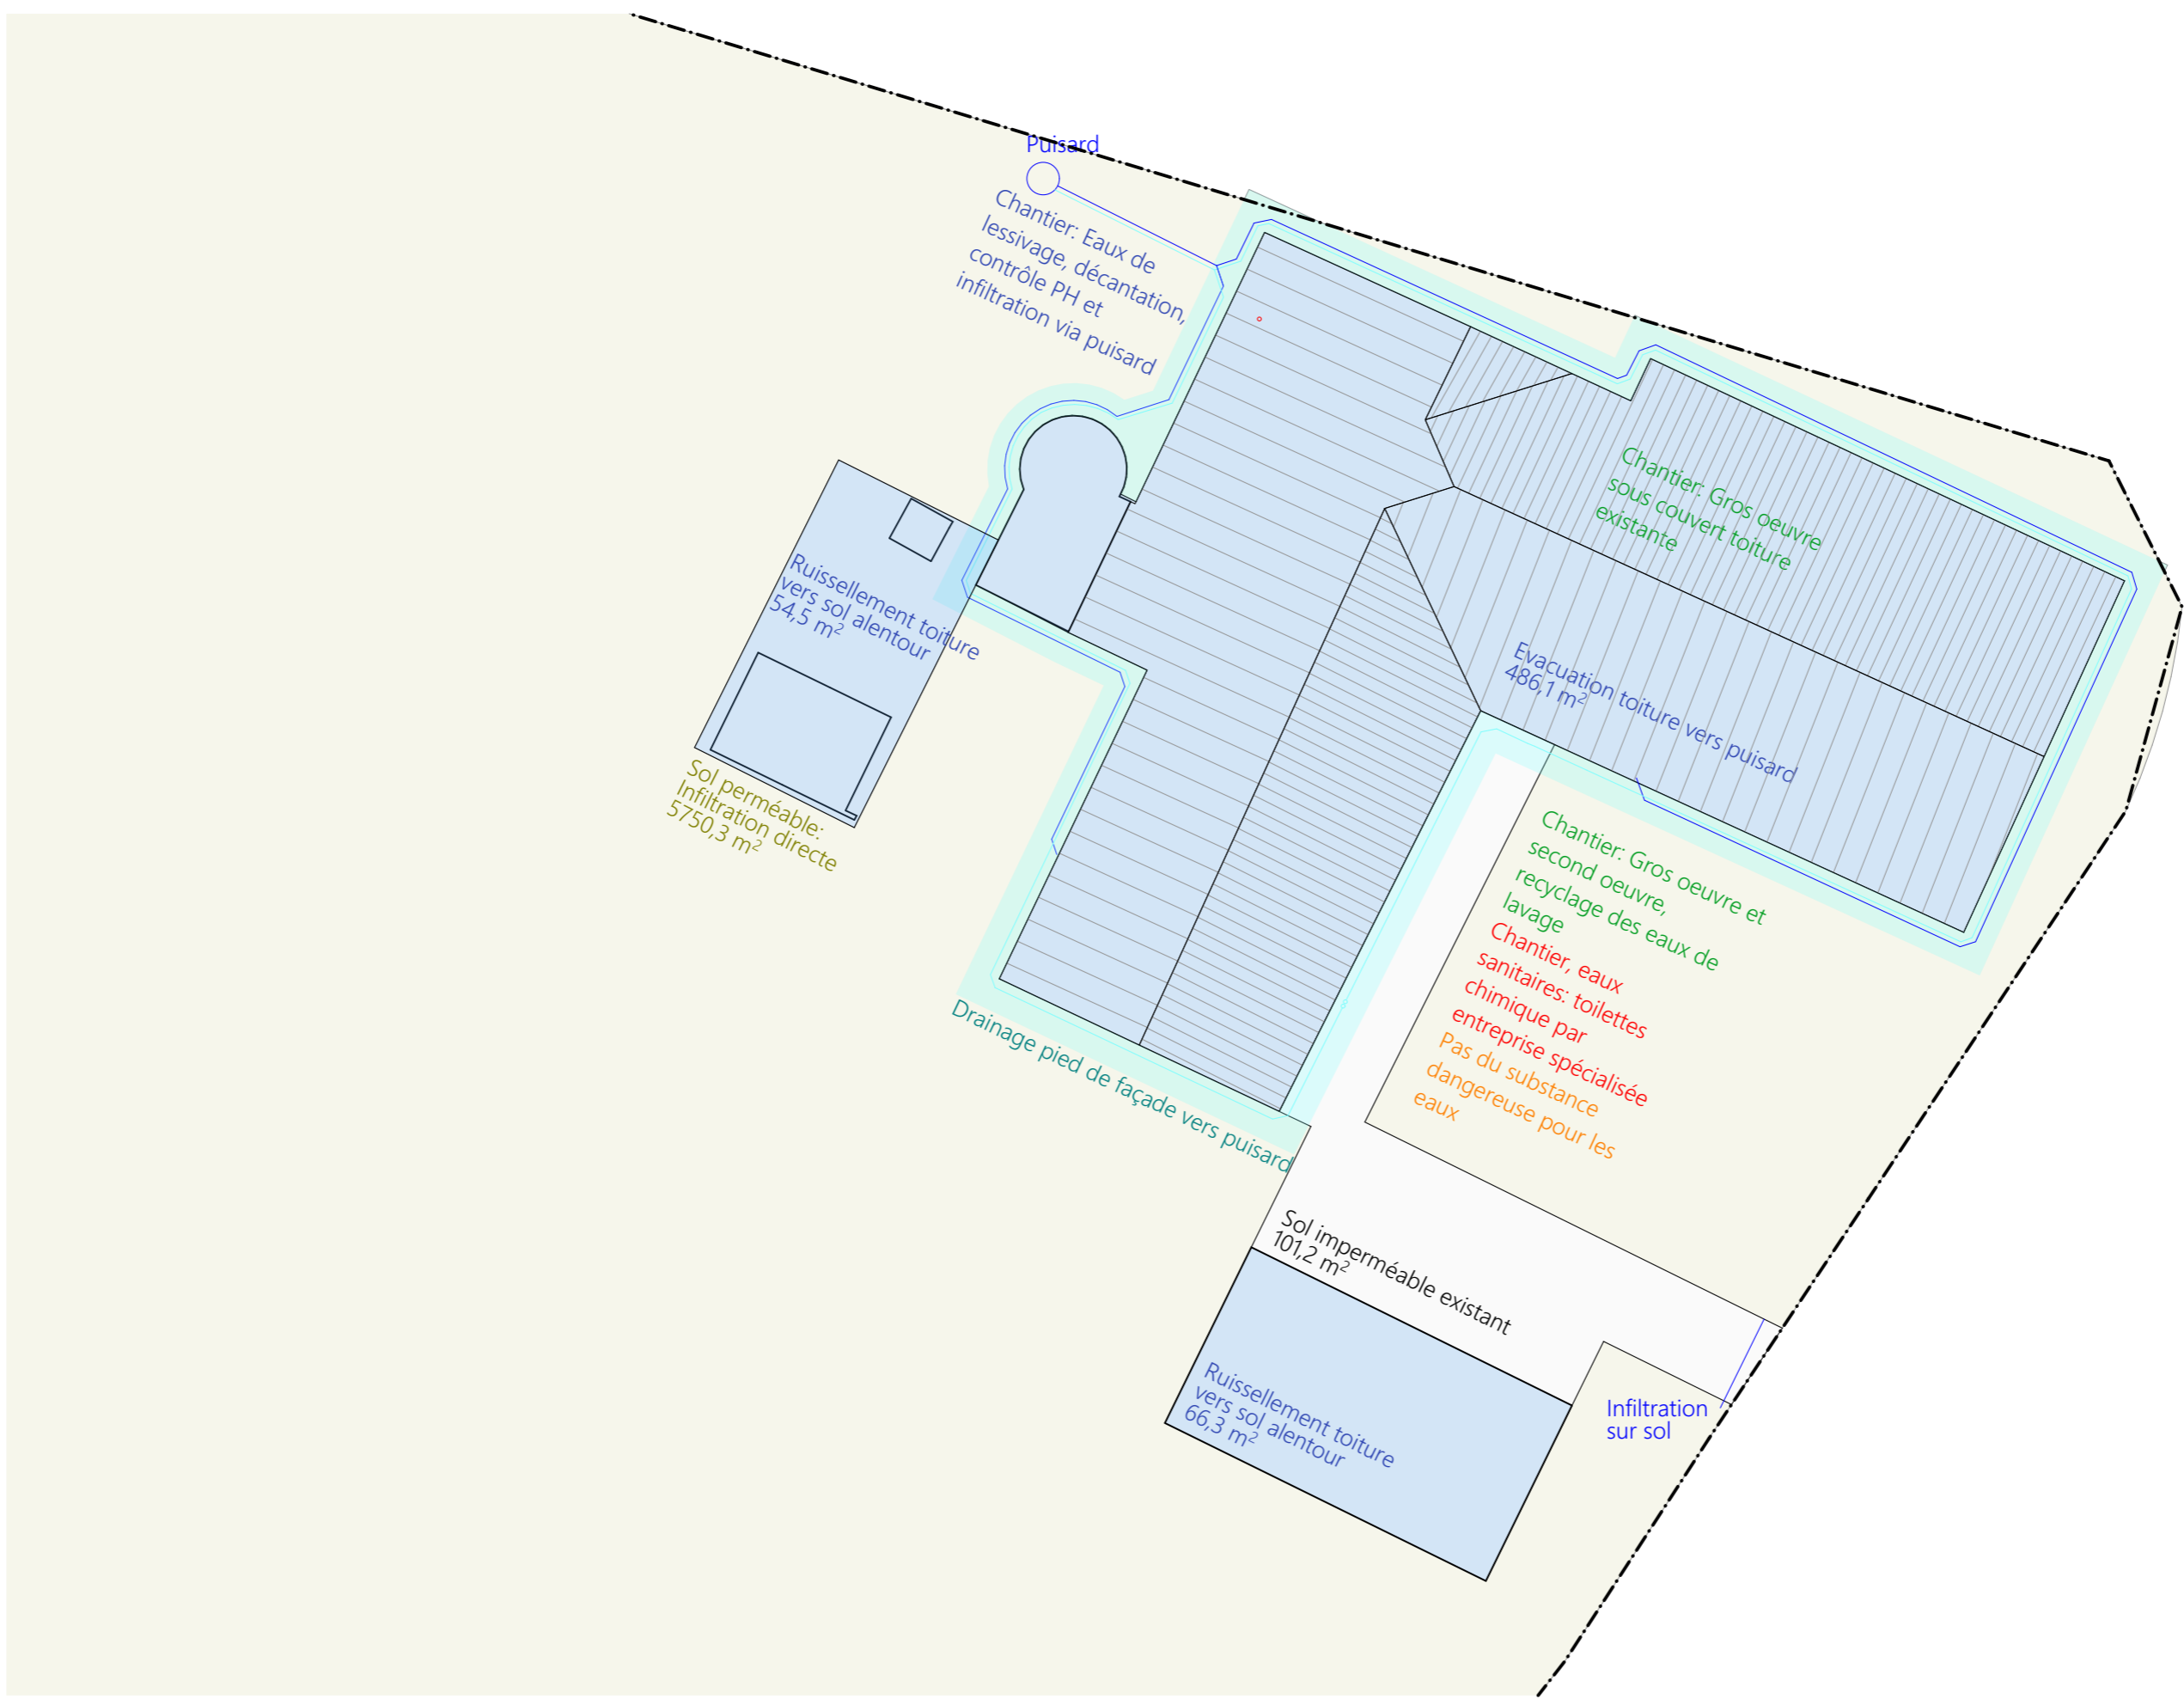 Puisard
Chantier: Eaux de
lessivage, décantation,
contrôle PH et
infiltration via puisard
Chantier: Gros oeuvre
sous couvert toiture
existante
Ruissellement toiture
vers sol alentour
54,5 m²
Evacuation toiture vers puisard
486,1 m²
Sol perméable:
Infiltration directe
5750,3 m²
Chantier: Gros oeuvre et
second oeuvre,
recyclage des eaux de
lavage
Chantier, eaux
sanitaires: toilettes
chimique par
entreprise spécialisée
Pas du substance
dangereuse pour les
eaux
Drainage pied de façade vers puisard
Sol imperméable existant
101,2 m²
Ruissellement toiture
vers sol alentour
66,3 m²
Infiltration
sur sol